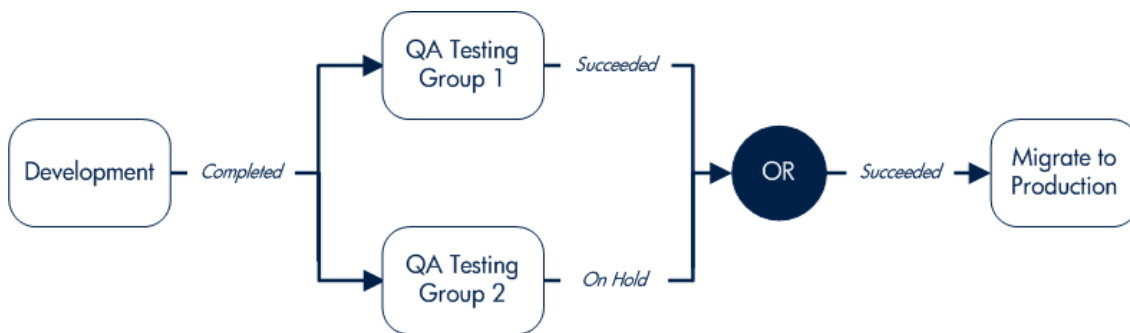 QA Testing
Group 1
Succeeded
Development
Completed
OR
Succeeded
Migrate to
Production
QA Testing
Group 2
On Hold